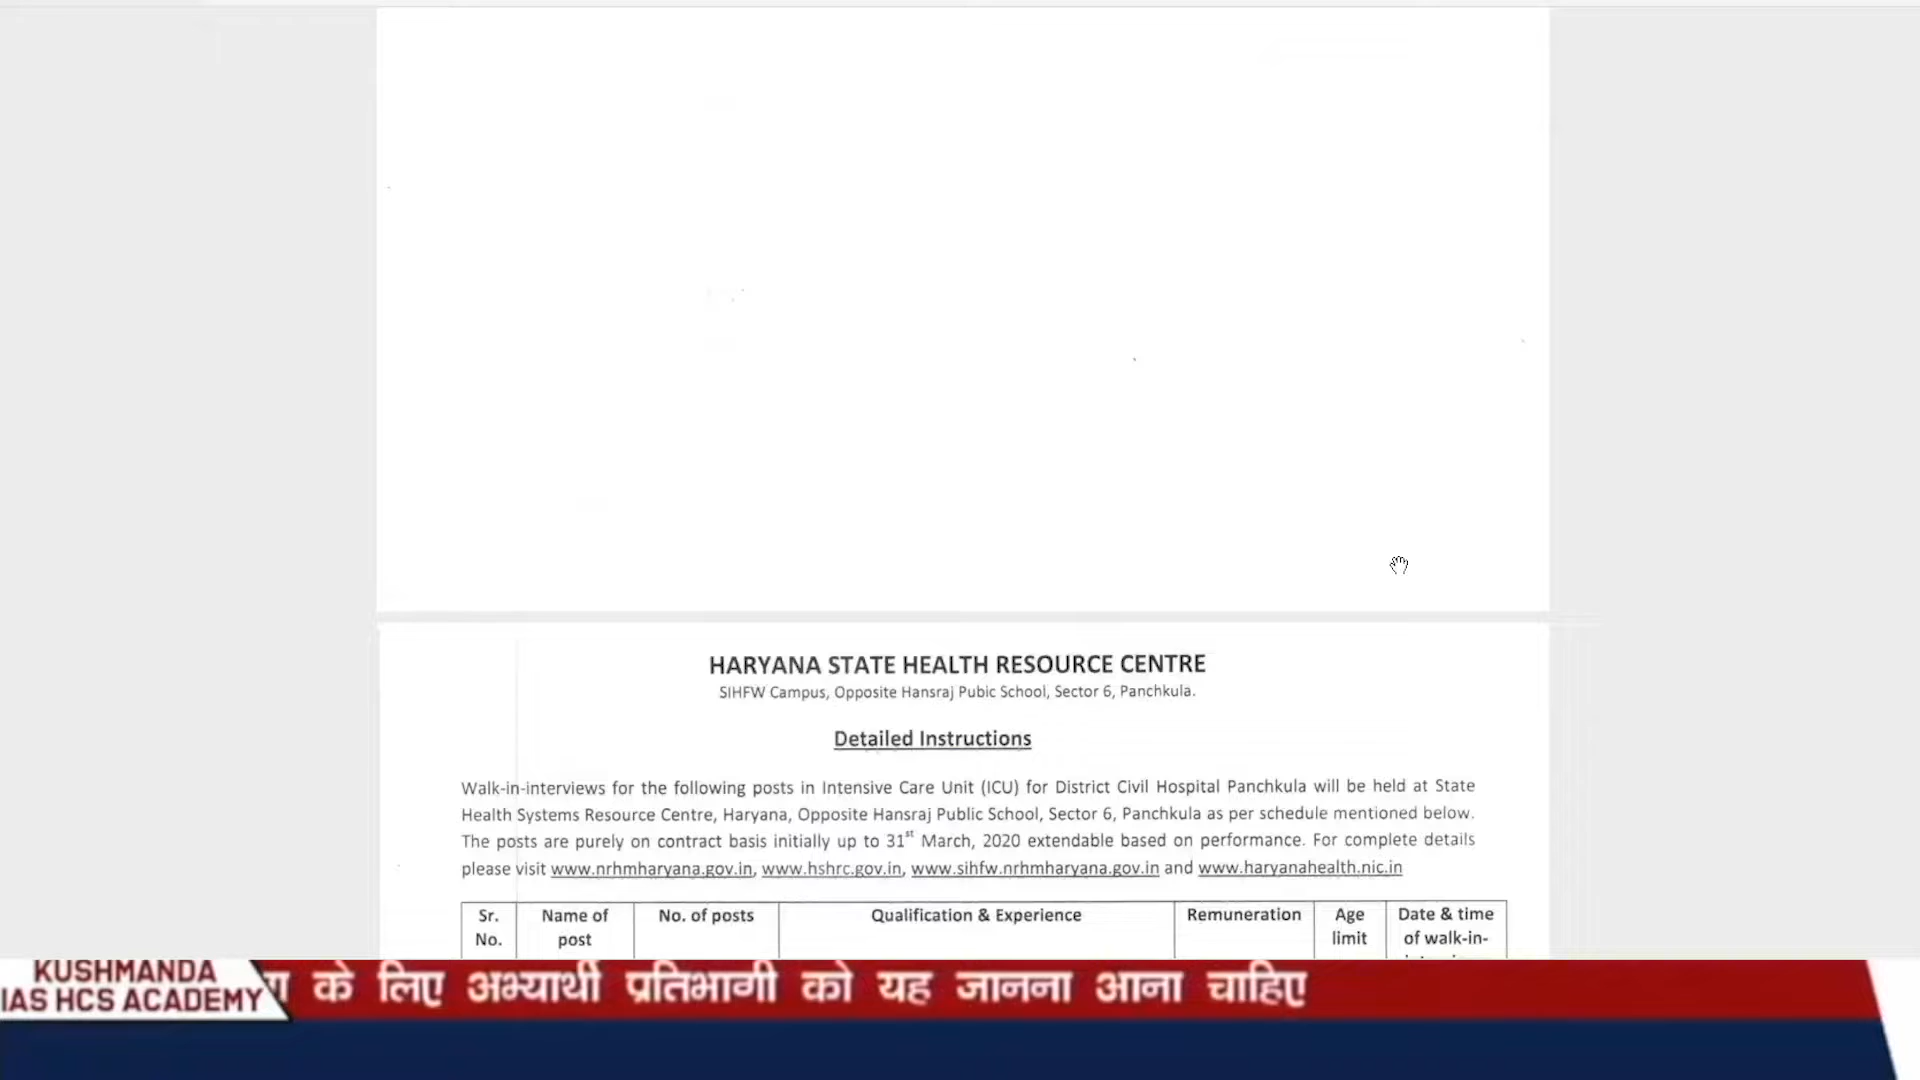 HARYANA STATE HEALTH RESOURCE CENTRE
SIHFW Campus, Opposite Hansraj Pubic School, Sector 6, Panchkula.
Detailed Instructions
Walk-in-interviews for the following posts in Intensive Care Unit (ICU) for District Civil Hospital Panchkula will be held at State
Health Systems Resource Centre, Haryana, Opposite Hansraj Public School, Sector 6, Panchkula as per schedule mentioned below.
The posts are purely on contract basis initially up to 31st March, 2020 extendable based on performance. For complete details
please visit www.nrhmharyana.gov.in, www.hshrc.gov.in, www.sihfw.nrhmharyana.gov.in and www.haryanahealth.nic.in
Sr. Name of No. of posts Qualification & Experience Remuneration Age Date & time
No. post limit of walk-in-
KUSHMANDA
IAS HCS ACADEMY
के लिए अभ्यार्थी प्रतिभागी को यह जानना आना चाहिए